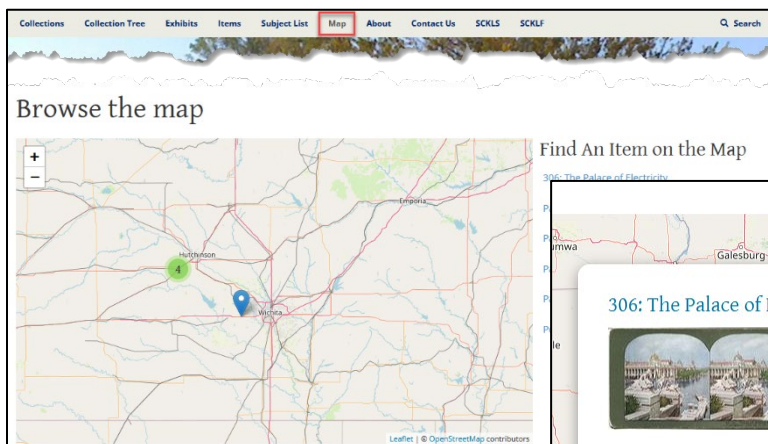 Collections Collection Tree Exhibits Items Subject List Map About Contact Us SCKLS SCKLF Search
Browse the map
Find An Item on the Map
306: The Palace of Electricity
+
−
Emporia
Hutchinson
4
Wichita
Galesburg
306: The Palace of
Leaflet | © OpenStreetMap contributors